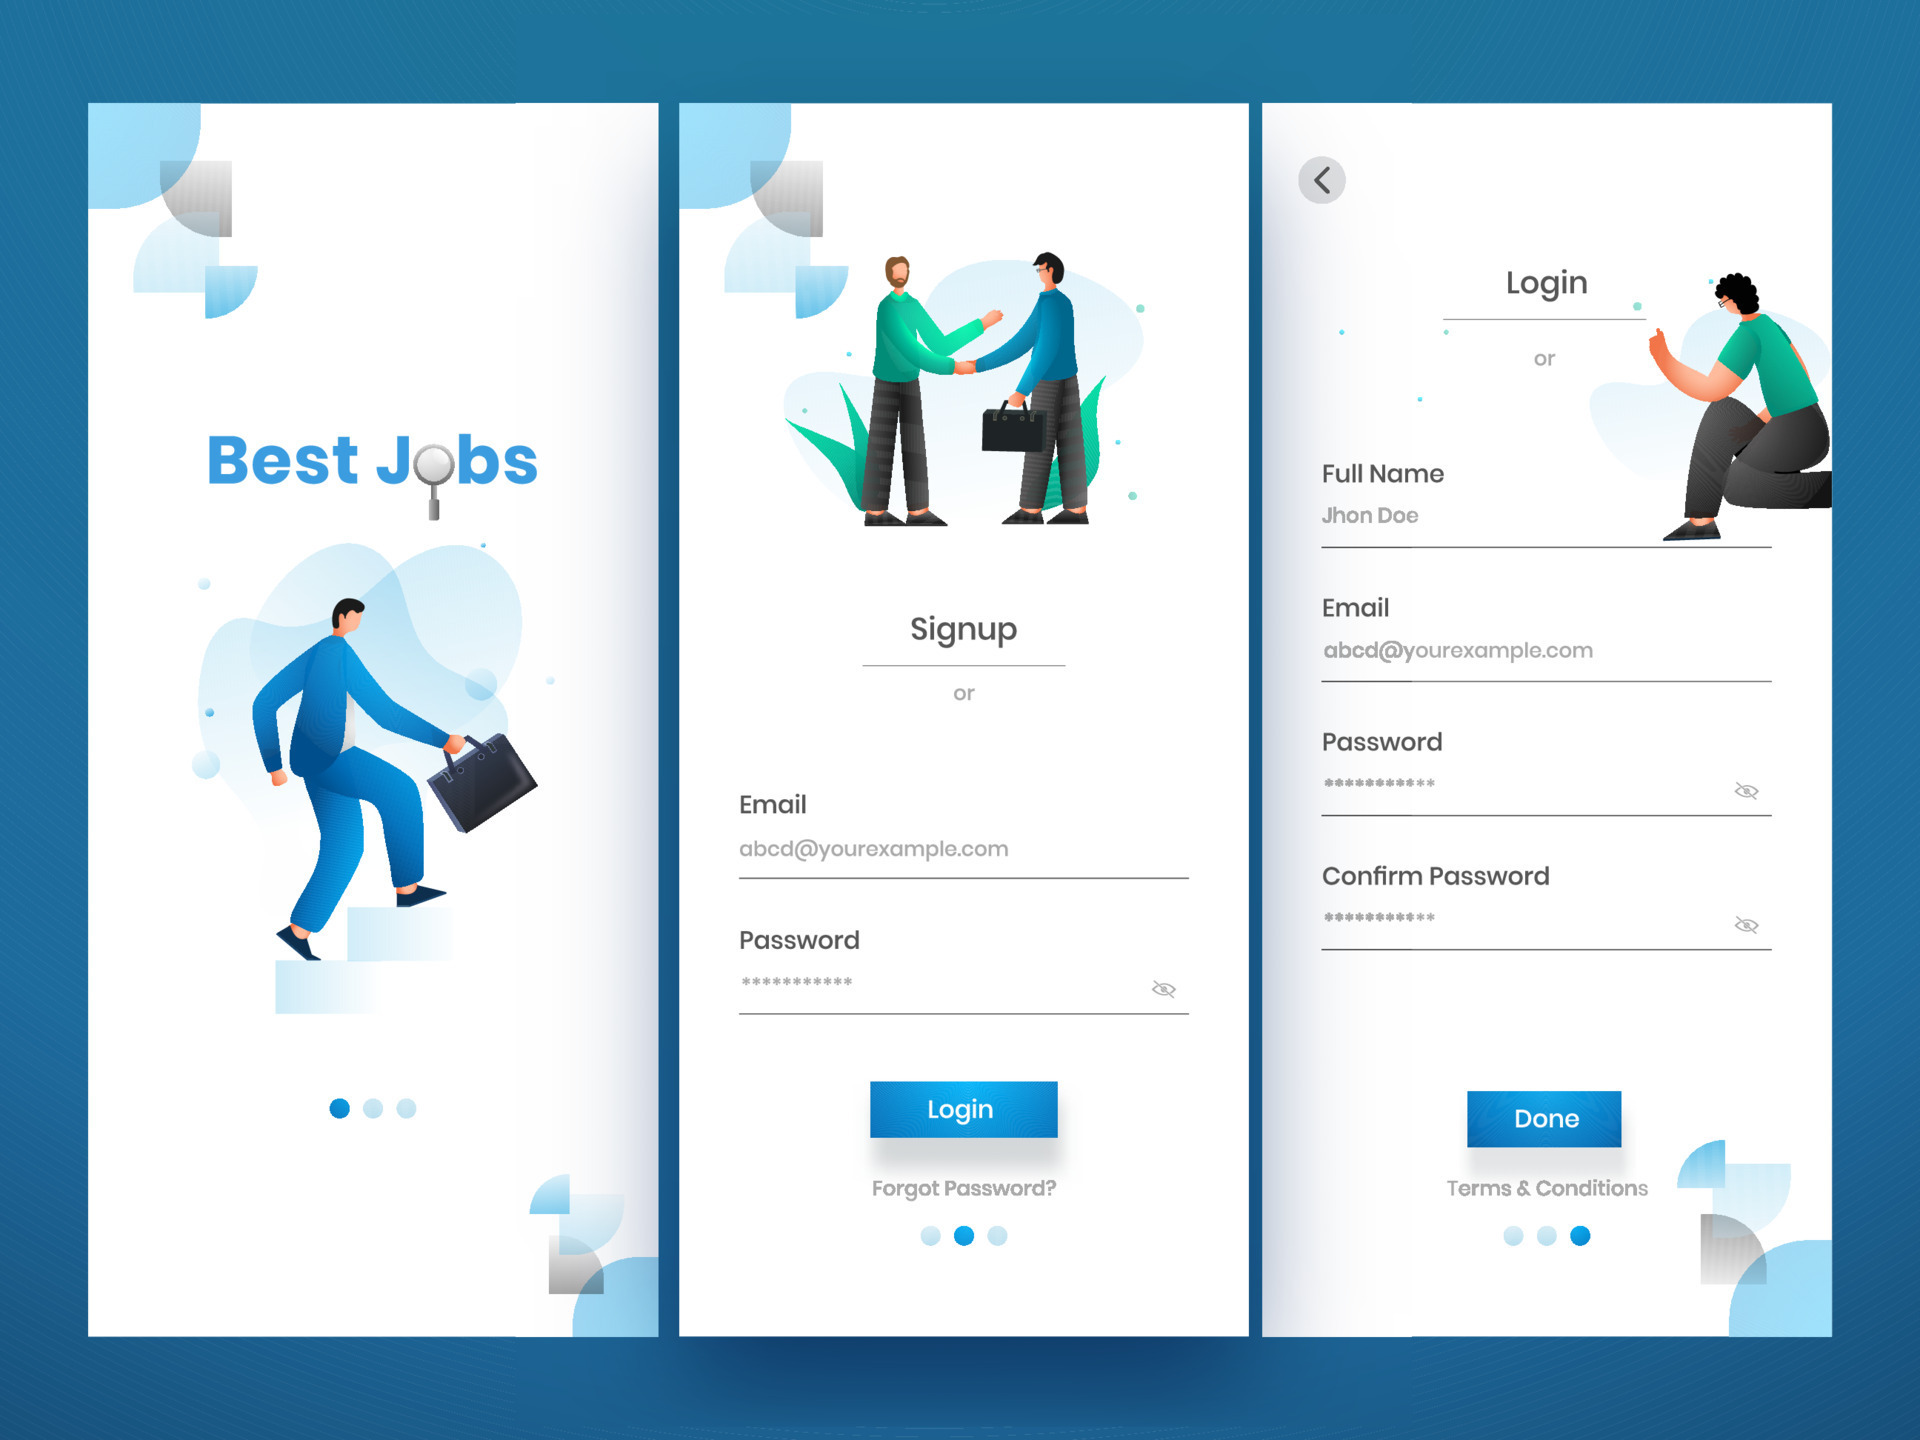 Best Jobs
Signup
or
Email
abcd@yourexample.com
Password
***********
Login
Forgot Password?
Login
or
Full Name
Jhon Doe
Email
abcd@yourexample.com
Password
***********
Confirm Password
***********
Done
Terms & Conditions